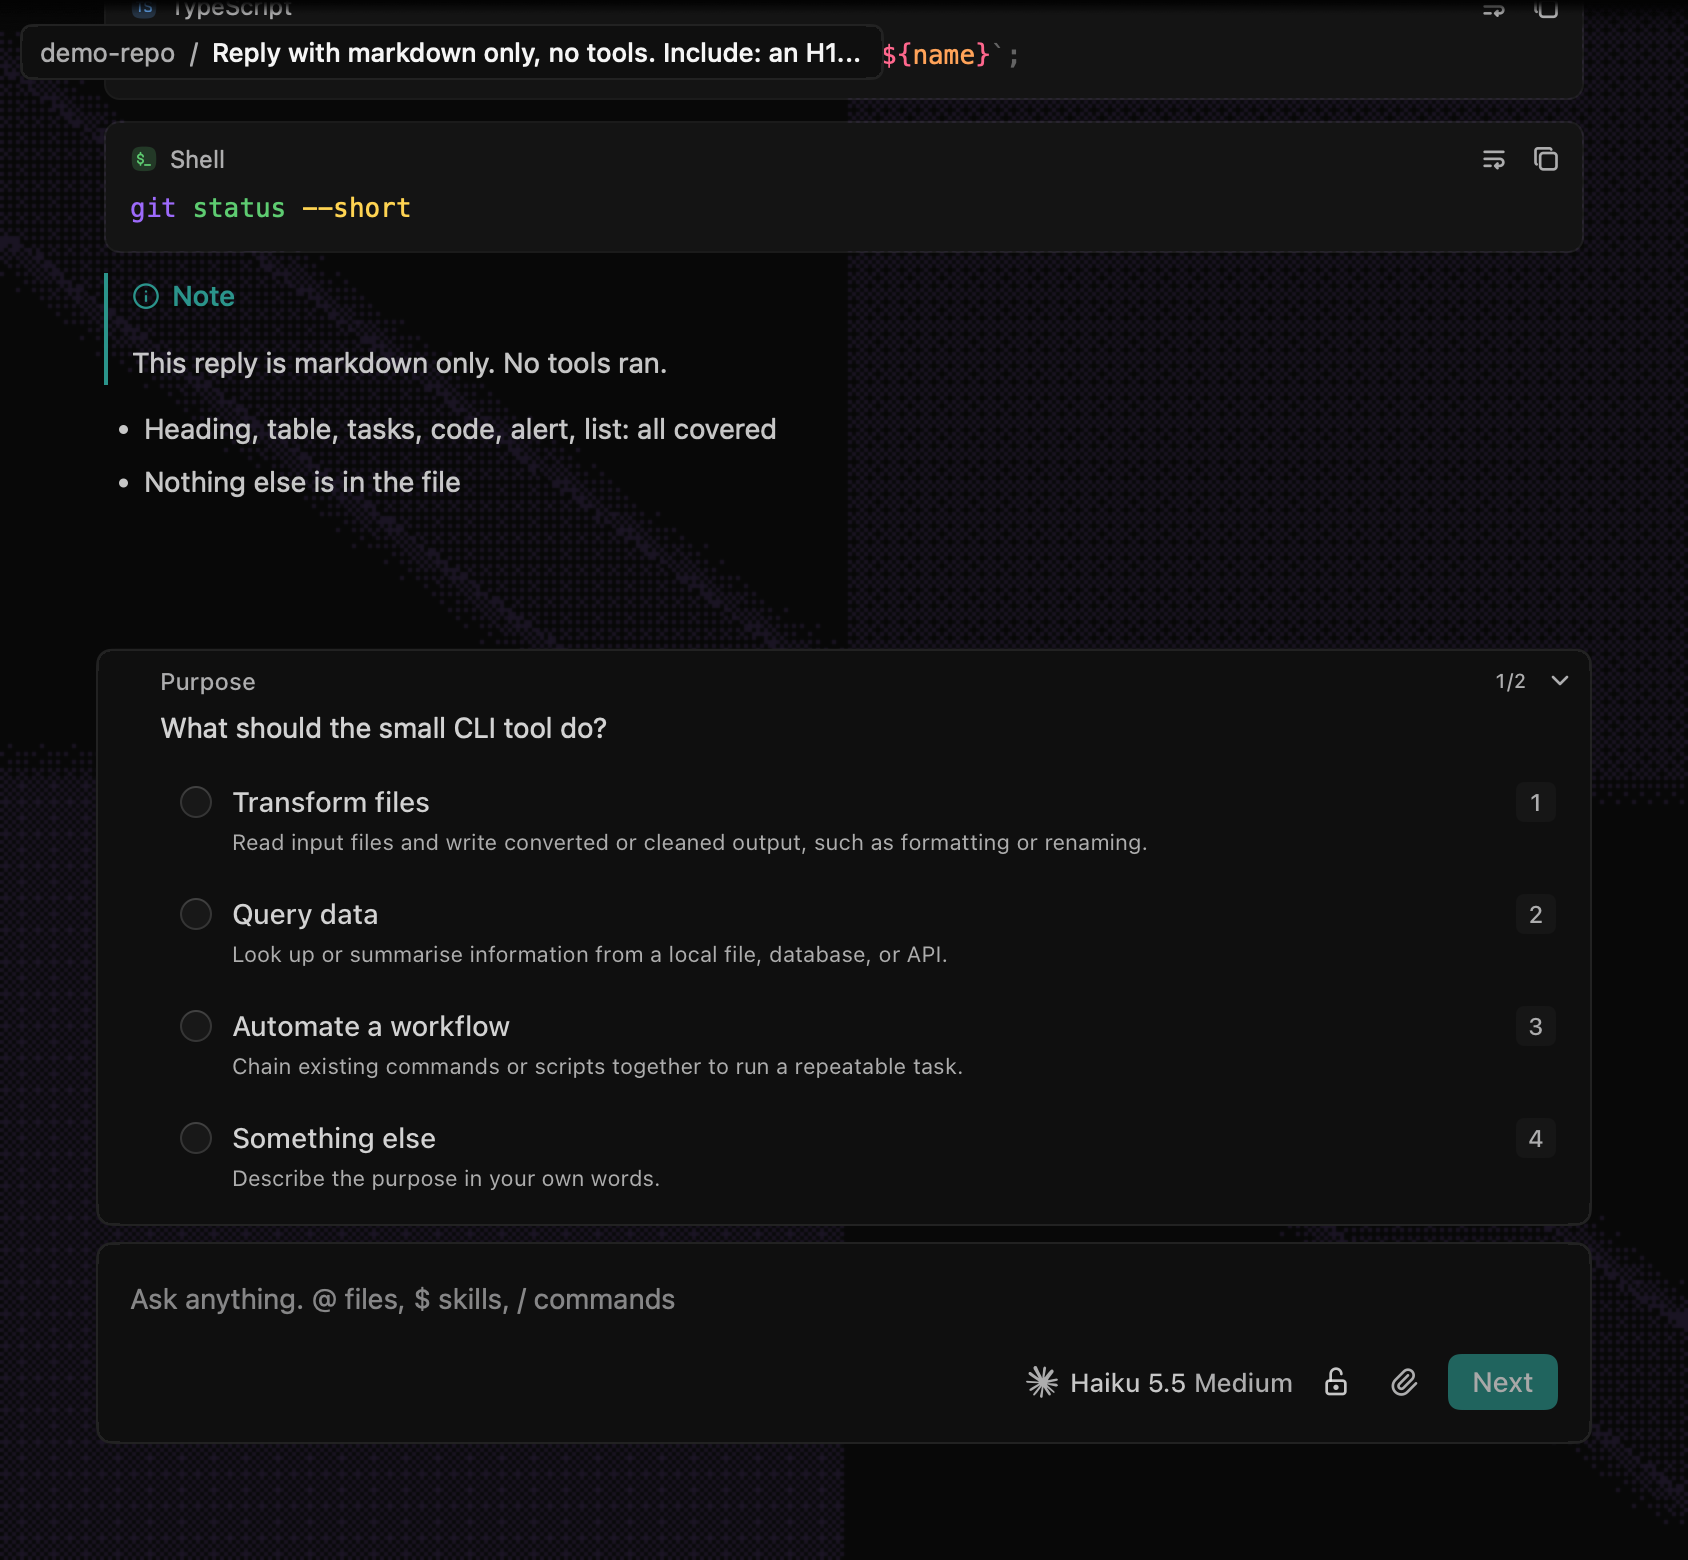 TS TypeScript
demo-repo / Reply with markdown only, no tools. Include: an H1... ${name}`;
$_ Shell
git status --short
Note
This reply is markdown only. No tools ran.
• Heading, table, tasks, code, alert, list: all covered
• Nothing else is in the file
Purpose 1/2
What should the small CLI tool do?
Transform files 1
Read input files and write converted or cleaned output, such as formatting or renaming.
Query data 2
Look up or summarise information from a local file, database, or API.
Automate a workflow 3
Chain existing commands or scripts together to run a repeatable task.
Something else 4
Describe the purpose in your own words.
Ask anything. @ files, $ skills, / commands
Haiku 5.5 Medium Next